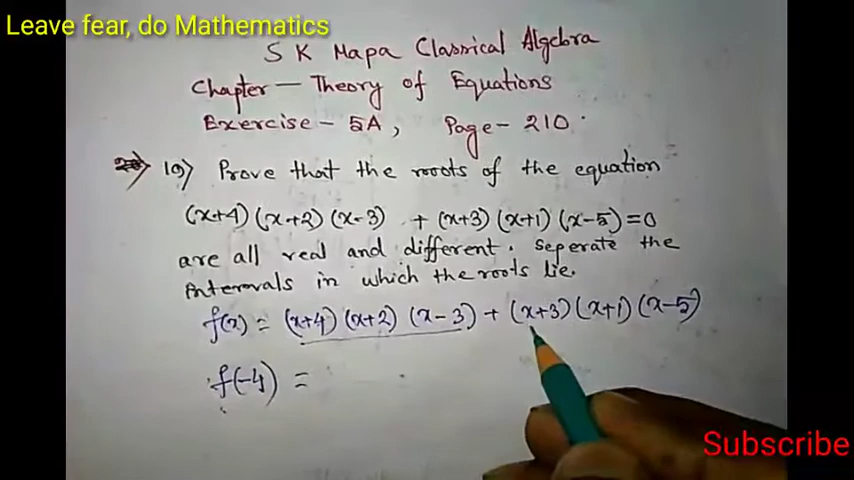 Leave fear, do Mathematics
S K Mapa Classical Algebra
Chapter — Theory of Equations
Exercise - 5A, Page - 210.
19) Prove that the roots of the equation
(x+4) (x+2) (x-3) + (x+3) (x+1) (x-5) = 0
are all real and different. Seperate the
intervals in which the roots lie.
f(x) = (x+4) (x+2) (x-3) + (x+3) (x+1) (x-5)
f(-4) =
Subscribe